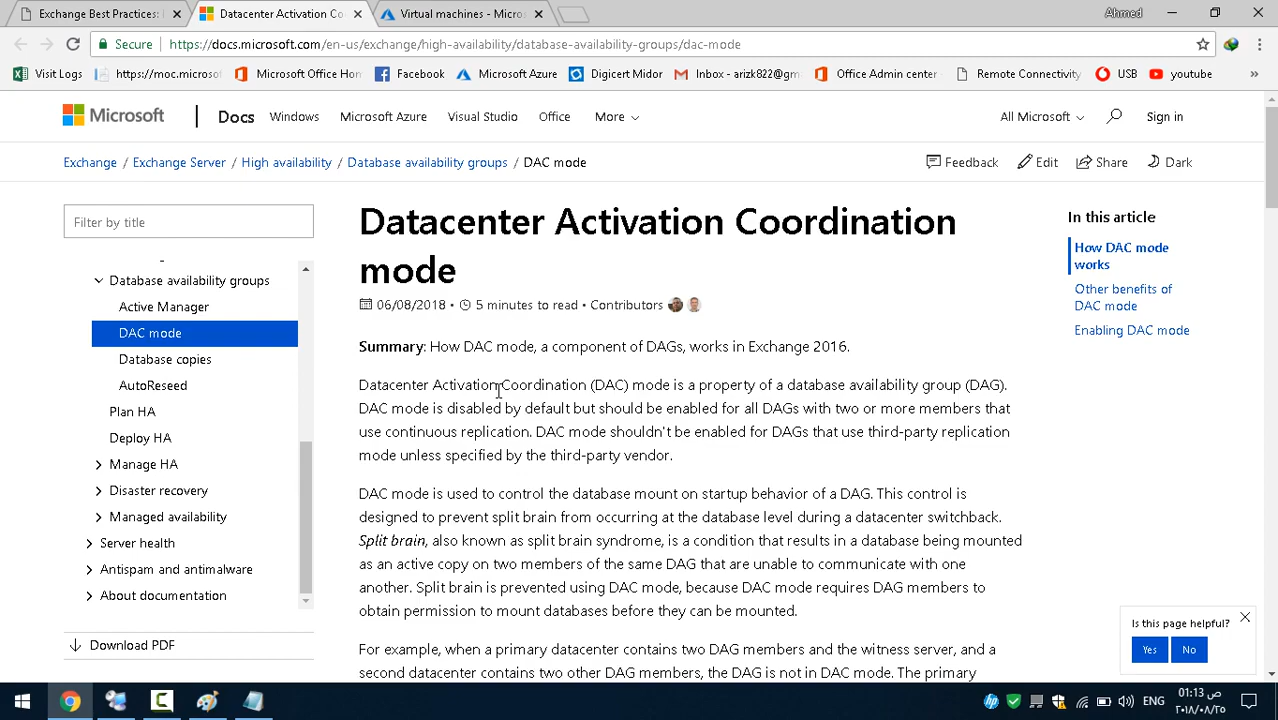 Exchange Best Practices:
Datacenter Activation Co
Virtual machines - Micros
Ahmed
Secure
https://docs.microsoft.com/en-us/exchange/high-availability/database-availability-groups/dac-mode
Visit Logs
https://moc.microsof
Microsoft Office Hon
Facebook
Microsoft Azure
Digicert Midor
Inbox - arizk822@gm
Office Admin center
Remote Connectivity
USB
youtube
»
Microsoft
Docs
Windows
Microsoft Azure
Visual Studio
Office
More
All Microsoft
Sign in
Exchange / Exchange Server / High availability / Database availability groups / DAC mode
Feedback
Edit
Share
Dark
Filter by title
Database availability groups
Active Manager
DAC mode
Database copies
AutoReseed
Plan HA
Deploy HA
Manage HA
Disaster recovery
Managed availability
Server health
Antispam and antimalware
About documentation
Download PDF
Datacenter Activation Coordination
mode
06/08/2018 • 5 minutes to read • Contributors
Summary: How DAC mode, a component of DAGs, works in Exchange 2016.
Datacenter Activation Coordination (DAC) mode is a property of a database availability group (DAG).
DAC mode is disabled by default but should be enabled for all DAGs with two or more members that
use continuous replication. DAC mode shouldn't be enabled for DAGs that use third-party replication
mode unless specified by the third-party vendor.
DAC mode is used to control the database mount on startup behavior of a DAG. This control is
designed to prevent split brain from occurring at the database level during a datacenter switchback.
Split brain, also known as split brain syndrome, is a condition that results in a database being mounted
as an active copy on two members of the same DAG that are unable to communicate with one
another. Split brain is prevented using DAC mode, because DAC mode requires DAG members to
obtain permission to mount databases before they can be mounted.
For example, when a primary datacenter contains two DAG members and the witness server, and a
second datacenter contains two other DAG members, the DAG is not in DAC mode. The primary
In this article
How DAC mode
works
Other benefits of
DAC mode
Enabling DAC mode
Is this page helpful?
Yes
No
hp
ENG
01:13 ص
٢٠١٨/٠٨/٢٥